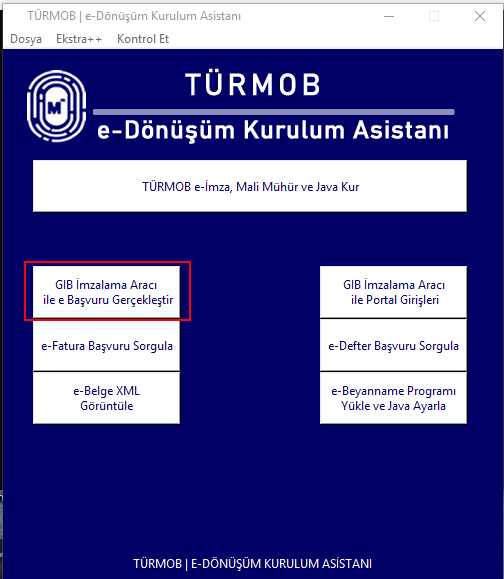 TÜRMOB | e-Dönüşüm Kurulum Asistanı
Dosya Ekstra++ Kontrol Et
TÜRMOB
e-Dönüşüm Kurulum Asistanı
M
TÜRMOB e-İmza, Mali Mühür ve Java Kur
GIB İmzalama Aracı
ile e Başvuru Gerçekleştir
GIB İmzalama Aracı
ile Portal Girişleri
e-Fatura Başvuru Sorgula
e-Defter Başvuru Sorgula
e-Belge XML
Görüntüle
e-Beyanname Programı
Yükle ve Java Ayarla
TÜRMOB | E-DÖNÜŞÜM KURULUM ASİSTANI